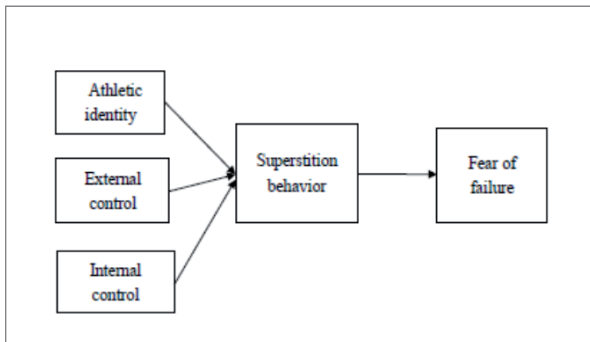 Athletic
identity
External
control
Internal
control
Superstition
behavior
Fear of
failure